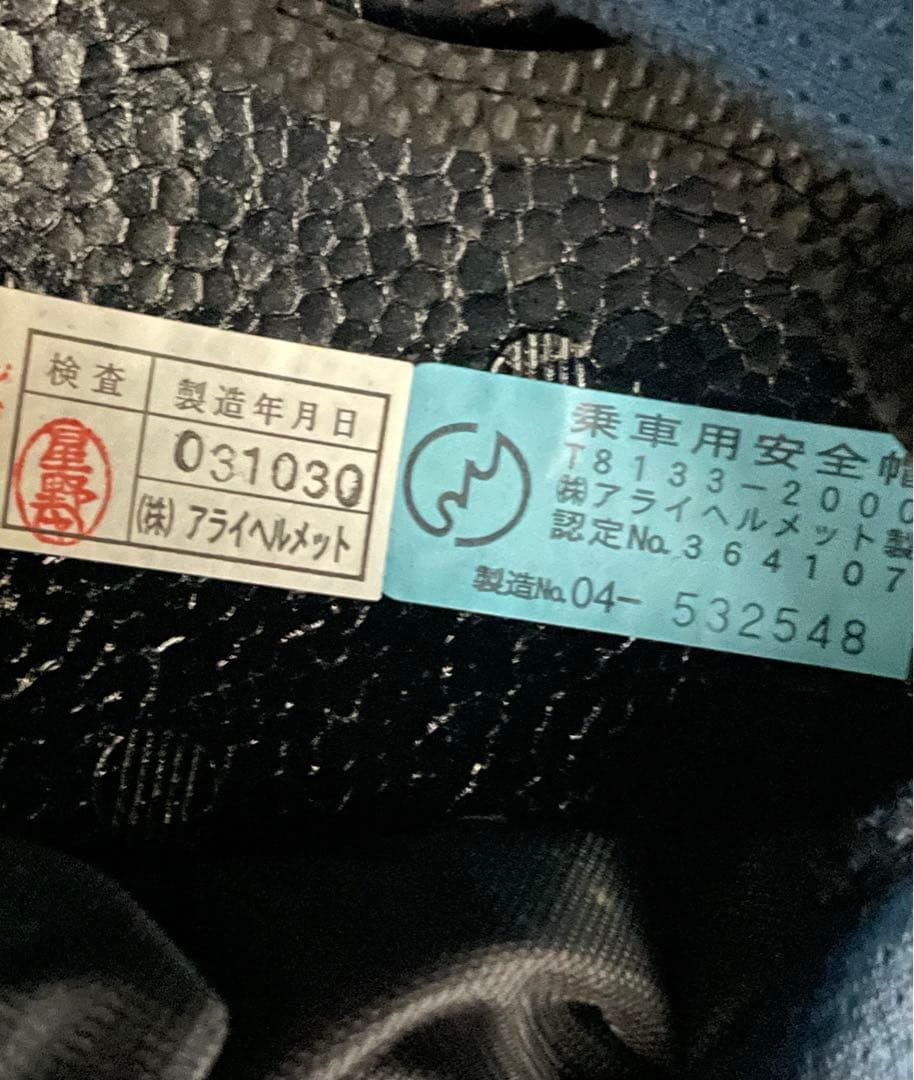 検査
製造年月日
031030
(株) アライヘルメット
星野
乗車用安全帽
T8133-2000
㈱アライヘルメット製
認定No.364107
製造No.04- 532548